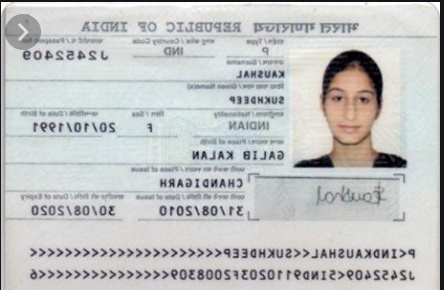 भारत गणराज्य REPUBLIC OF INDIA
टाईप/Type राष्ट्र कोड / Country Code पासपोर्ट नं. / Passport No.
P IND J2452409
उपनाम/Surname
KAUSHAL
दिया गया नाम / Given Name(s)
SUKHDEEP
राष्ट्रीयता / Nationality लिंग / Sex जन्मतिथि / Date of Birth
INDIAN F 20/10/1991
जन्म स्थान / Place of Birth
GALIB KALAN
जारी करने का स्थान / Place of Issue
CHANDIGARH
जारी करने की तिथि / Date of Issue समाप्ति की तिथि / Date of Expiry
31/08/2010 30/08/2020
Kaushal
P<INDKAUSHAL<<SUKHDEEP<<<<<<<<<<<<<<<<<<<<<<
J2452409<5IND9110203F2008309<<<<<<<<<<<<<<<6